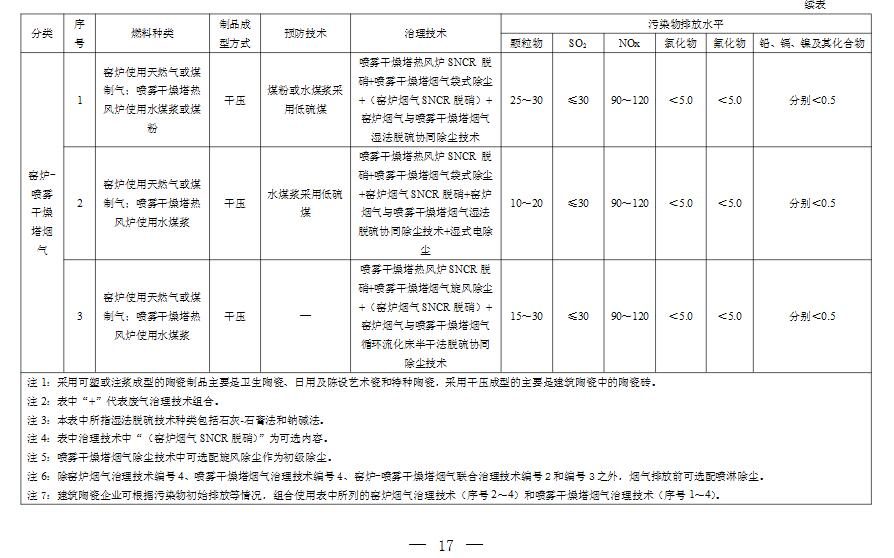 续表
分类 序号 燃料种类 制品成型方式 预防技术 治理技术 污染物排放水平
颗粒物 SO₂ NOx 氯化物 氟化物 铅、镉、镍及其化合物
窑炉-喷雾干燥塔烟气
1 窑炉使用天然气或煤制气；喷雾干燥塔热风炉使用水煤浆或煤粉 干压 煤粉或水煤浆采用低硫煤 喷雾干燥塔热风炉 SNCR 脱硝+喷雾干燥塔烟气袋式除尘+（窑炉烟气 SNCR 脱硝）+窑炉烟气与喷雾干燥塔烟气湿法脱硫协同除尘技术 25～30 ≤30 90～120 ＜5.0 ＜5.0 分别＜0.5
2 窑炉使用天然气或煤制气；喷雾干燥塔热风炉使用水煤浆 干压 水煤浆采用低硫煤 喷雾干燥塔热风炉 SNCR 脱硝+喷雾干燥塔烟气袋式除尘+窑炉烟气 SNCR 脱硝+窑炉烟气与喷雾干燥塔烟气湿法脱硫协同除尘技术+湿式电除尘 10～20 ≤30 90～120 ＜5.0 ＜5.0 分别＜0.5
3 窑炉使用天然气或煤制气；喷雾干燥塔热风炉使用水煤浆 干压 — 喷雾干燥塔热风炉 SNCR 脱硝+喷雾干燥塔烟气旋风除尘+（窑炉烟气 SNCR 脱硝）+窑炉烟气与喷雾干燥塔烟气循环流化床半干法脱硫协同除尘技术 15～30 ≤30 90～120 ＜5.0 ＜5.0 分别＜0.5
注 1：采用可塑或注浆成型的陶瓷制品主要是卫生陶瓷、日用及陈设艺术瓷和特种陶瓷，采用干压成型的主要是建筑陶瓷中的陶瓷砖。
注 2：表中“+”代表废气治理技术组合。
注 3：本表中所指湿法脱硫技术种类包括石灰-石膏法和钠碱法。
注 4：表中治理技术中“（窑炉烟气 SNCR 脱硝）”为可选内容。
注 5：喷雾干燥塔烟气除尘技术中可选配旋风除尘作为初级除尘。
注 6：除窑炉烟气治理技术编号 4、喷雾干燥塔烟气治理技术编号 4、窑炉-喷雾干燥塔烟气联合治理技术编号 2 和编号 3 之外，烟气排放前可选配喷淋除尘。
注 7：建筑陶瓷企业可根据污染物初始排放等情况，组合使用表中所列的窑炉烟气治理技术（序号 2～4）和喷雾干燥塔烟气治理技术（序号 1～4）。
— 17 —